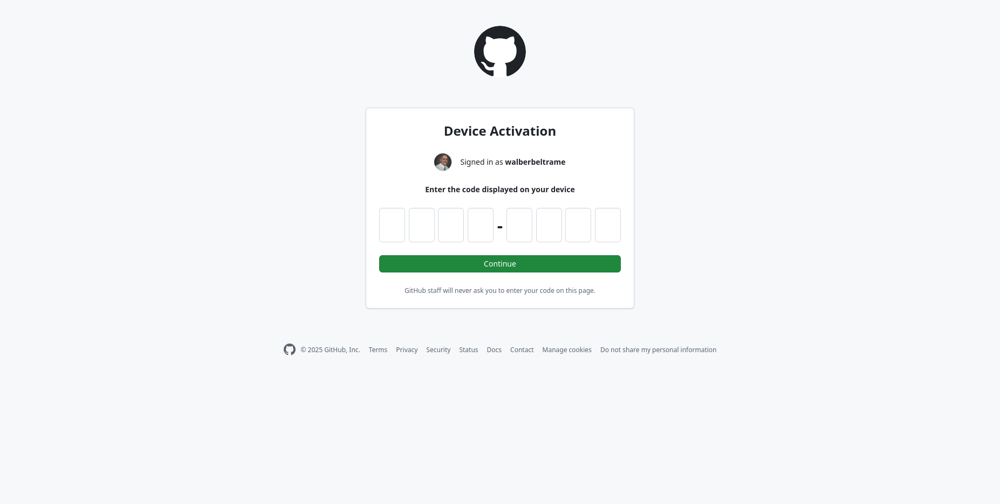 Device Activation
Signed in as walberbeltrame
Enter the code displayed on your device
-
Continue
GitHub staff will never ask you to enter your code on this page.
© 2025 GitHub, Inc. Terms Privacy Security Status Docs Contact Manage cookies Do not share my personal information